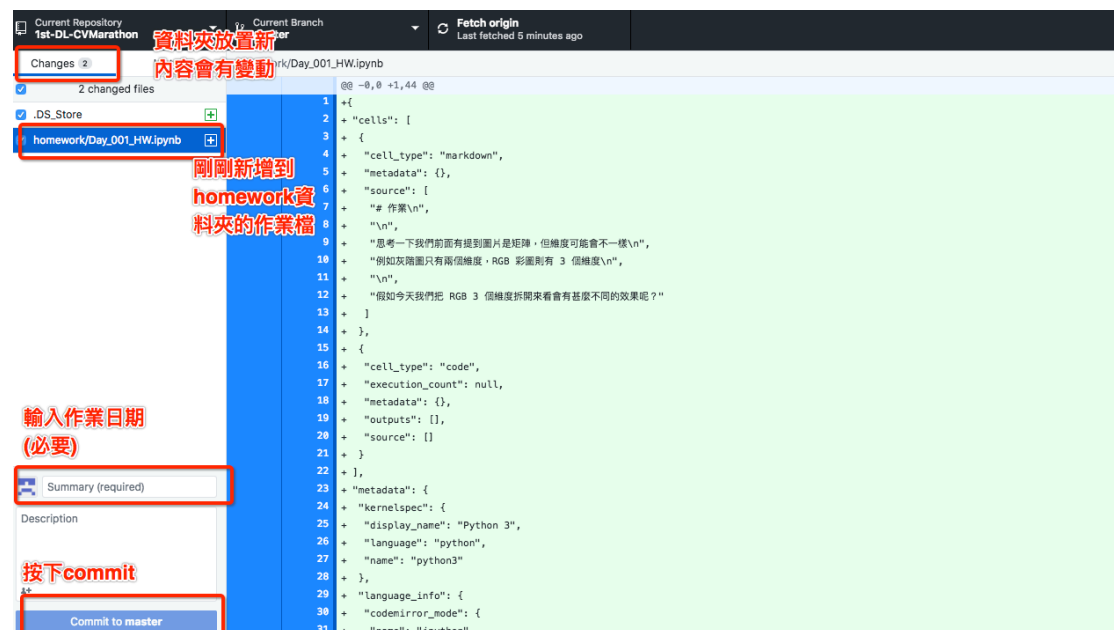 Current Repository
1st-DL-CVMarathon
Current Branch
Fetch origin
Last fetched 5 minutes ago
資料夾放置新
內容會有變動
Changes 2
/Day_001_HW.ipynb
2 changed files
.DS_Store
homework/Day_001_HW.ipynb
剛剛新增到
homework資
料夾的作業檔
輸入作業日期
(必要)
Summary (required)
Description
按下commit
Commit to master
@@ -0,0 +1,44 @@
1 +{
2 + "cells": [
3 + {
4 + "cell_type": "markdown",
5 + "metadata": {},
6 + "source": [
7 + "# 作業\n",
8 + "\n",
9 + "思考一下我們前面有提到圖片是矩陣，但維度可能會不一樣\n",
10 + "例如灰階圖只有兩個維度，RGB 彩圖則有 3 個維度\n",
11 + "\n",
12 + "假如今天我們把 RGB 3 個維度拆開來看會有甚麼不同的效果呢？"
13 + ]
14 + },
15 + {
16 + "cell_type": "code",
17 + "execution_count": null,
18 + "metadata": {},
19 + "outputs": [],
20 + "source": []
21 + }
22 + ],
23 + "metadata": {
24 + "kernelspec": {
25 + "display_name": "Python 3",
26 + "language": "python",
27 + "name": "python3"
28 + },
29 + "language_info": {
30 + "codemirror_mode": {
31 + "name": "ipython"